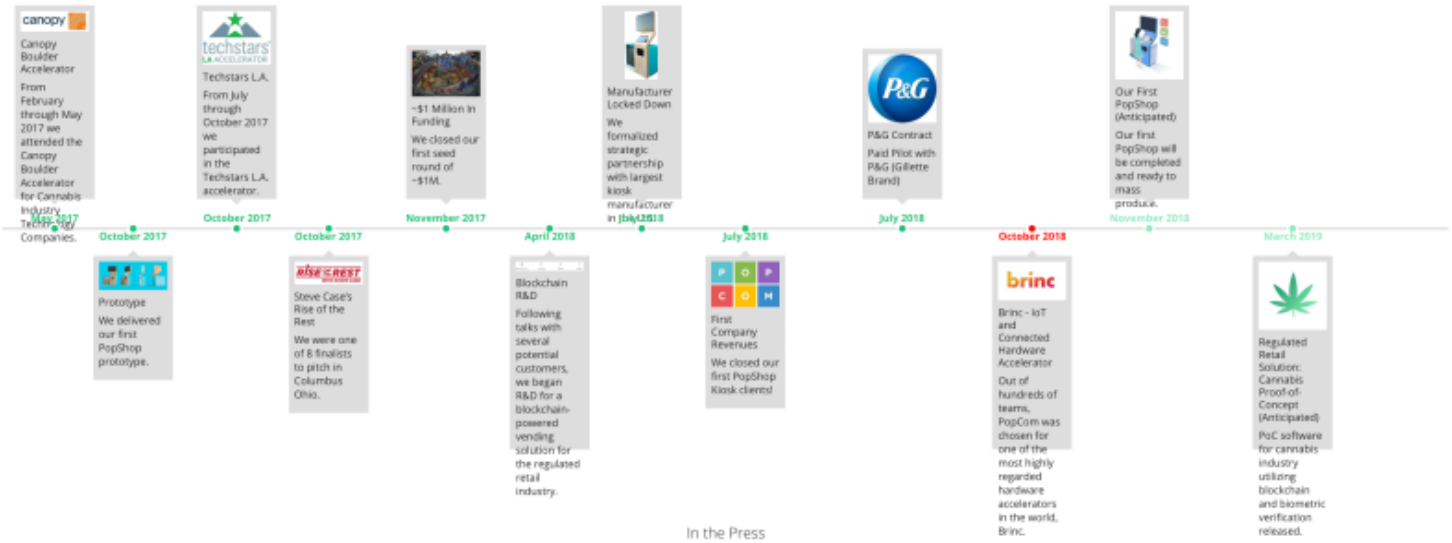 canopy
Canopy
Boulder
Accelerator
From
February
through May
2017 we
attended the
Canopy
Boulder
Accelerator
for Cannabis
Industry
Technology
Companies.
May 2017
October 2017
Prototype
We delivered
our first
PopShop
prototype.
techstars
L.A. ACCELERATOR
Techstars L.A.
From July
through
October 2017
we
participated
in the
Techstars L.A.
accelerator.
October 2017
October 2017
RISE OF THE REST
Steve Case's
Rise of the
Rest
We were one
of 8 finalists
to pitch in
Columbus
Ohio.
~$1 Million In
Funding
We closed our
first seed
round of
~$1M.
November 2017
April 2018
Blockchain
R&D
Following
talks with
several
potential
customers,
we began
R&D for a
blockchain-
powered
vending
solution for
the regulated
retail
industry.
Manufacturer
Locked Down
We
formalized
strategic
partnership
with largest
kiosk
manufacturer
in the US!
July 2018
July 2018
P O P
C O M
First
Company
Revenues
We closed our
first PopShop
Kiosk clients!
P&G
P&G Contract
Paid Pilot with
P&G (Gillette
Brand)
July 2018
October 2018
brinc
Brinc - IoT
and
Connected
Hardware
Accelerator
Out of
hundreds of
teams,
PopCom was
chosen for
one of the
most highly
regarded
hardware
accelerators
in the world,
Brinc.
Our First
PopShop
(Anticipated)
Our first
PopShop will
be completed
and ready to
mass
produce.
November 2018
March 2019
Regulated
Retail
Solution:
Cannabis
Proof-of-
Concept
(Anticipated)
PoC software
for cannabis
industry
utilizing
blockchain
and biometric
verification
released.
In the Press